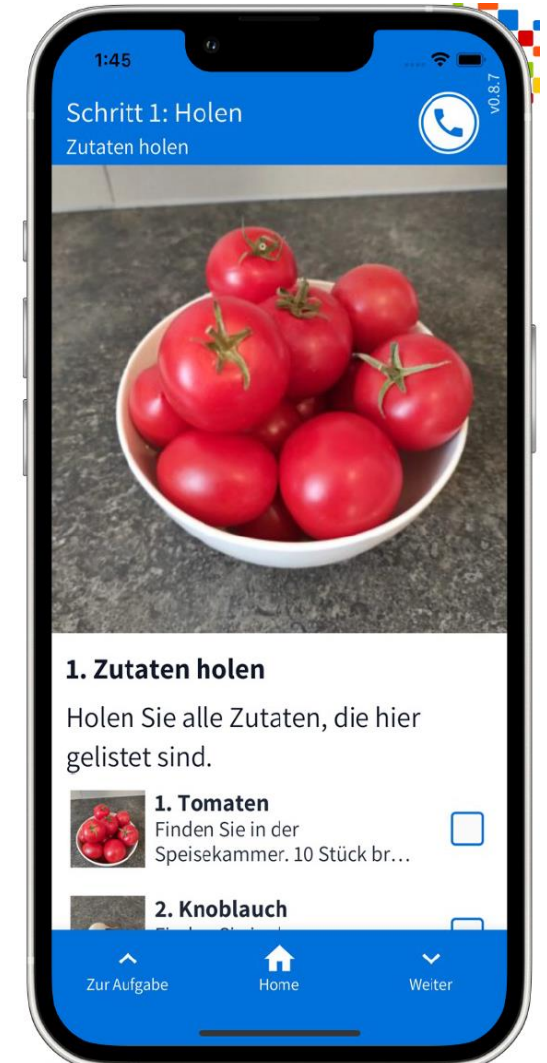 1:45
v0.8.7
Schritt 1: Holen
Zutaten holen
1. Zutaten holen
Holen Sie alle Zutaten, die hier
gelistet sind.
1. Tomaten
Finden Sie in der
Speisekammer. 10 Stück br...
2. Knoblauch
Zur Aufgabe
Home
Weiter